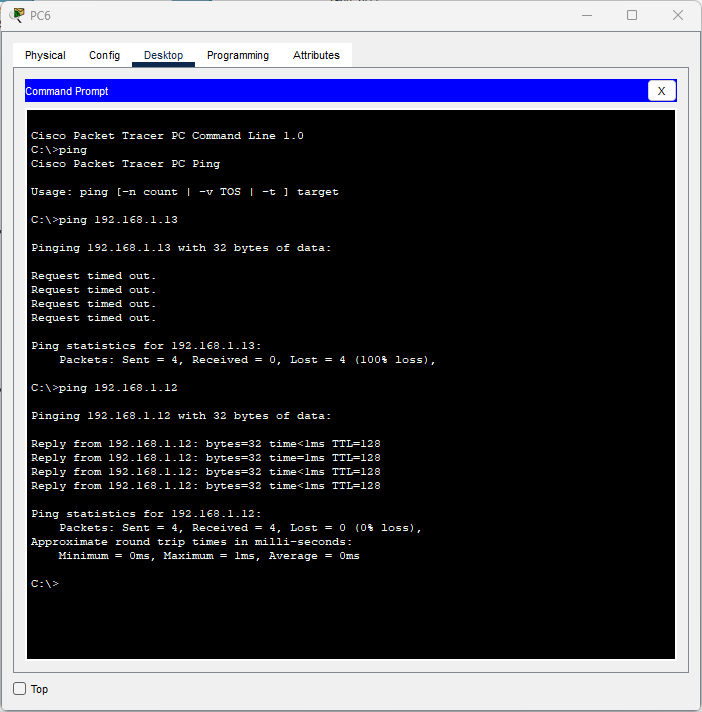 PC6
Physical Config Desktop Programming Attributes
Command Prompt X
Cisco Packet Tracer PC Command Line 1.0
C:\>ping
Cisco Packet Tracer PC Ping
Usage: ping [-n count | -v TOS | -t ] target
C:\>ping 192.168.1.13
Pinging 192.168.1.13 with 32 bytes of data:
Request timed out.
Request timed out.
Request timed out.
Request timed out.
Ping statistics for 192.168.1.13:
Packets: Sent = 4, Received = 0, Lost = 4 (100% loss),
C:\>ping 192.168.1.12
Pinging 192.168.1.12 with 32 bytes of data:
Reply from 192.168.1.12: bytes=32 time<1ms TTL=128
Reply from 192.168.1.12: bytes=32 time<1ms TTL=128
Reply from 192.168.1.12: bytes=32 time<1ms TTL=128
Reply from 192.168.1.12: bytes=32 time<1ms TTL=128
Ping statistics for 192.168.1.12:
Packets: Sent = 4, Received = 4, Lost = 0 (0% loss),
Approximate round trip times in milli-seconds:
Minimum = 0ms, Maximum = 1ms, Average = 0ms
C:\>
Top